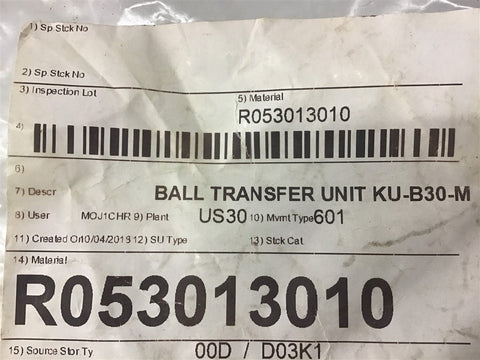 1) Sp Stck No
2) Sp Stck No
3) Inspection Lot
5) Material
R053013010
4)
6)
7) Descr BALL TRANSFER UNIT KU-B30-M
8) User MOJ1CHR 9) Plant US30 10) Mvmt Type 601
11) Created On 10/04/2018 12) SU Type 13) Stck Cat
14) Material
R053013010
15) Source Stor.Ty. 00D / D03K1